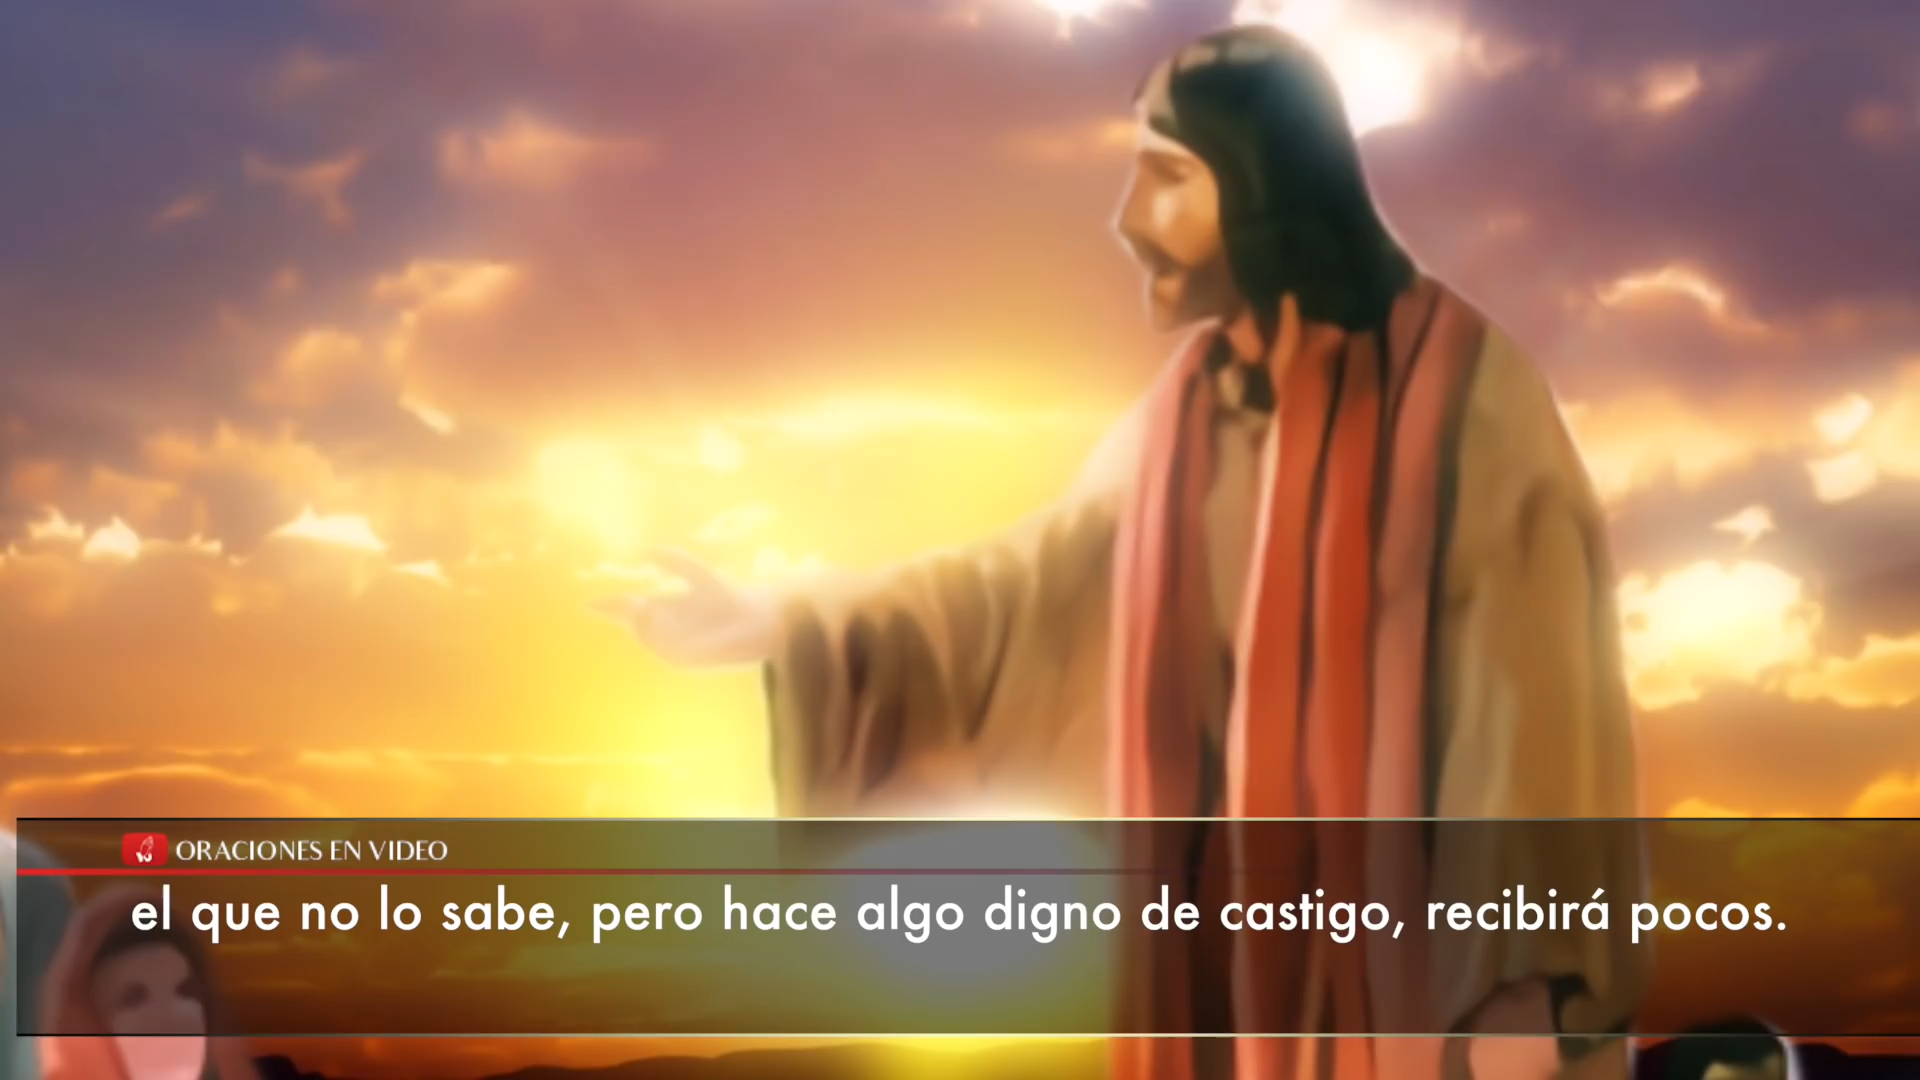 ORACIONES EN VIDEO
el que no lo sabe, pero hace algo digno de castigo, recibirá pocos.